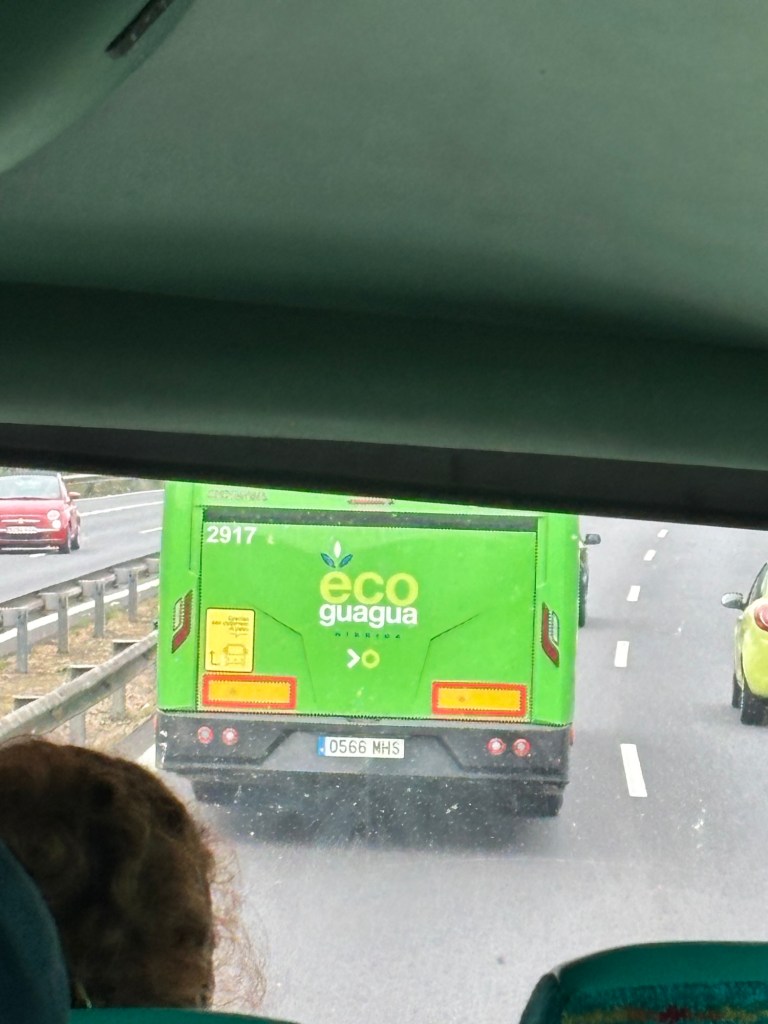 2917
eco
guagua
HÍBRIDA
0566 MHS